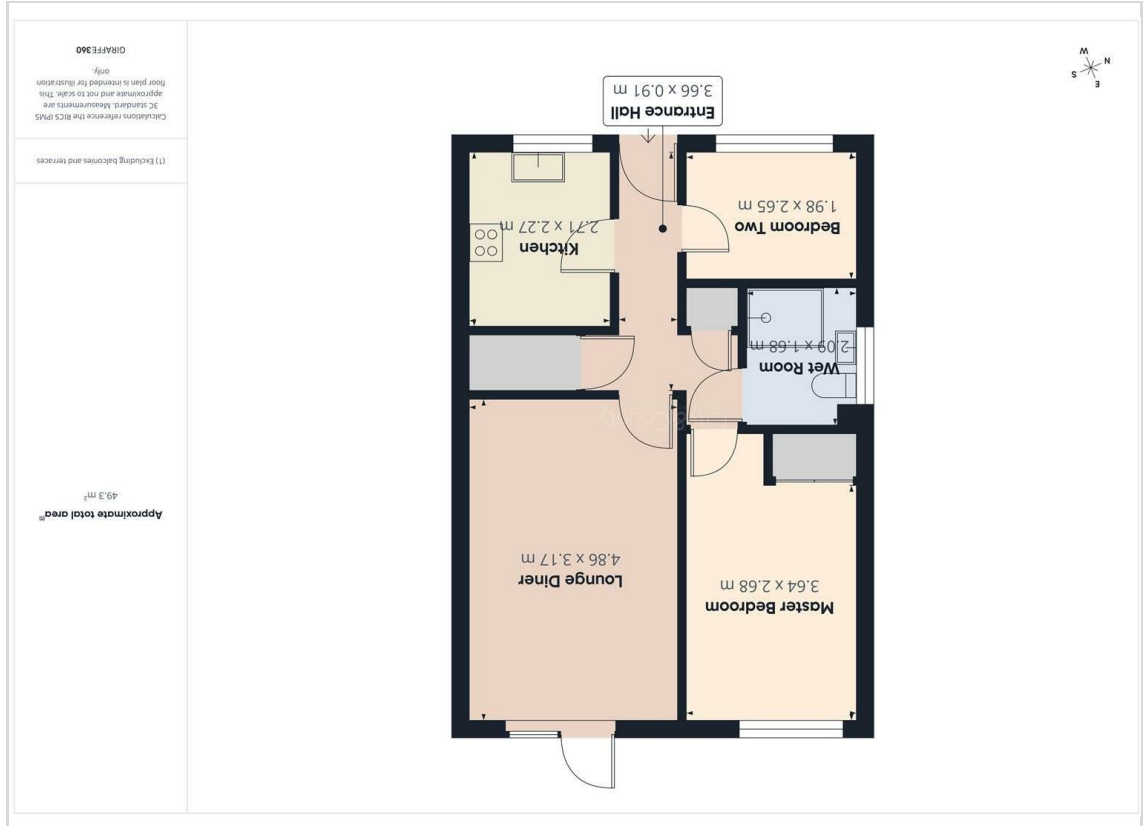 Master Bedroom
3.64 x 2.68 m
Lounge Diner
4.86 x 3.17 m
Wet Room
2.09 x 1.68 m
Kitchen
2.71 x 2.27 m
Bedroom Two
1.98 x 2.65 m
Entrance Hall
3.66 x 0.91 m
E
S
N
W
Approximate total area⁽¹⁾
49.3 m²
(1) Excluding balconies and terraces
Calculations reference the RICS IPMS
3C standard. Measurements are
approximate and not to scale. This
floor plan is intended for illustration
only.
GIRAFFE360